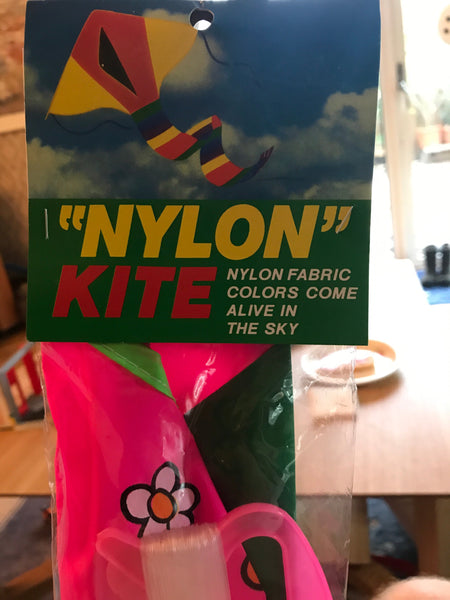 "NYLON"
KITE
NYLON FABRIC
COLORS COME
ALIVE IN
THE SKY